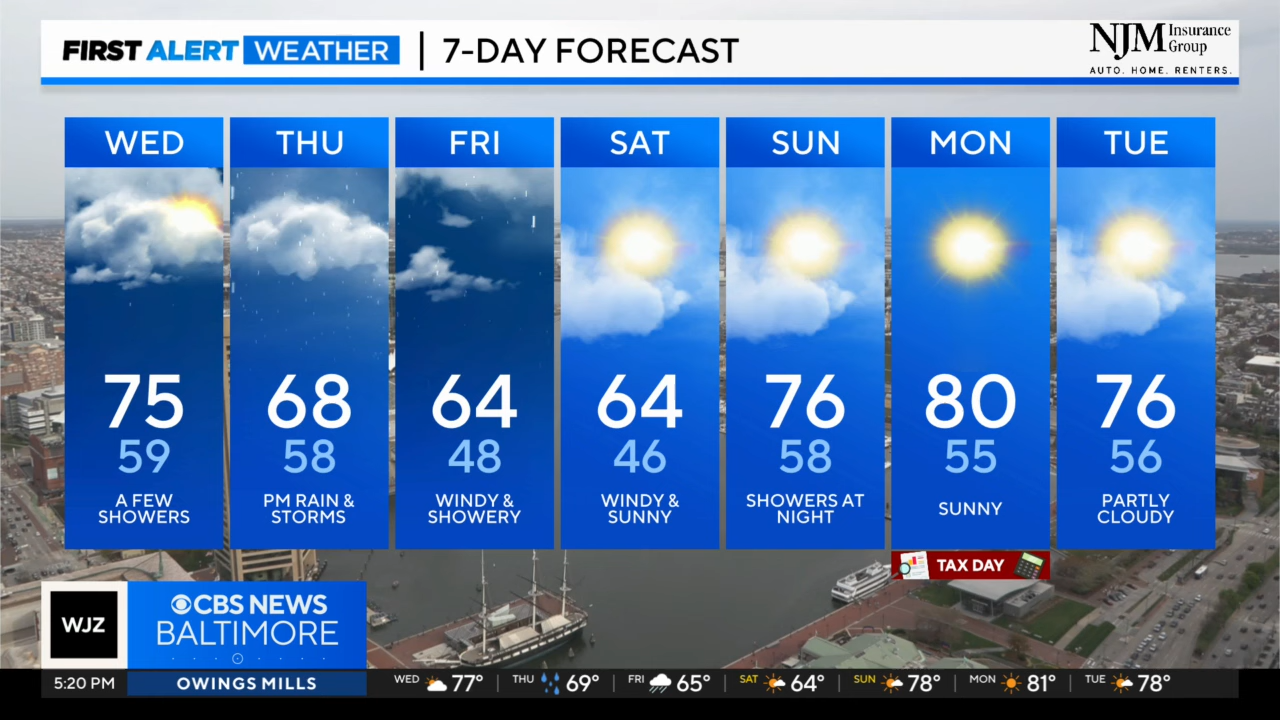 FIRST ALERT WEATHER | 7-DAY FORECAST
NJM Insurance Group
AUTO. HOME. RENTERS.
WED
75
59
A FEW
SHOWERS
THU
68
58
PM RAIN &
STORMS
FRI
64
48
WINDY &
SHOWERY
SAT
64
46
WINDY &
SUNNY
SUN
76
58
SHOWERS AT
NIGHT
MON
80
55
SUNNY
TAX DAY
TUE
76
56
PARTLY
CLOUDY
WJZ
CBS NEWS
BALTIMORE
5:20 PM
OWINGS MILLS
WED 77° | THU 69° | FRI 65° | SAT 64° | SUN 78° | MON 81° | TUE 78°